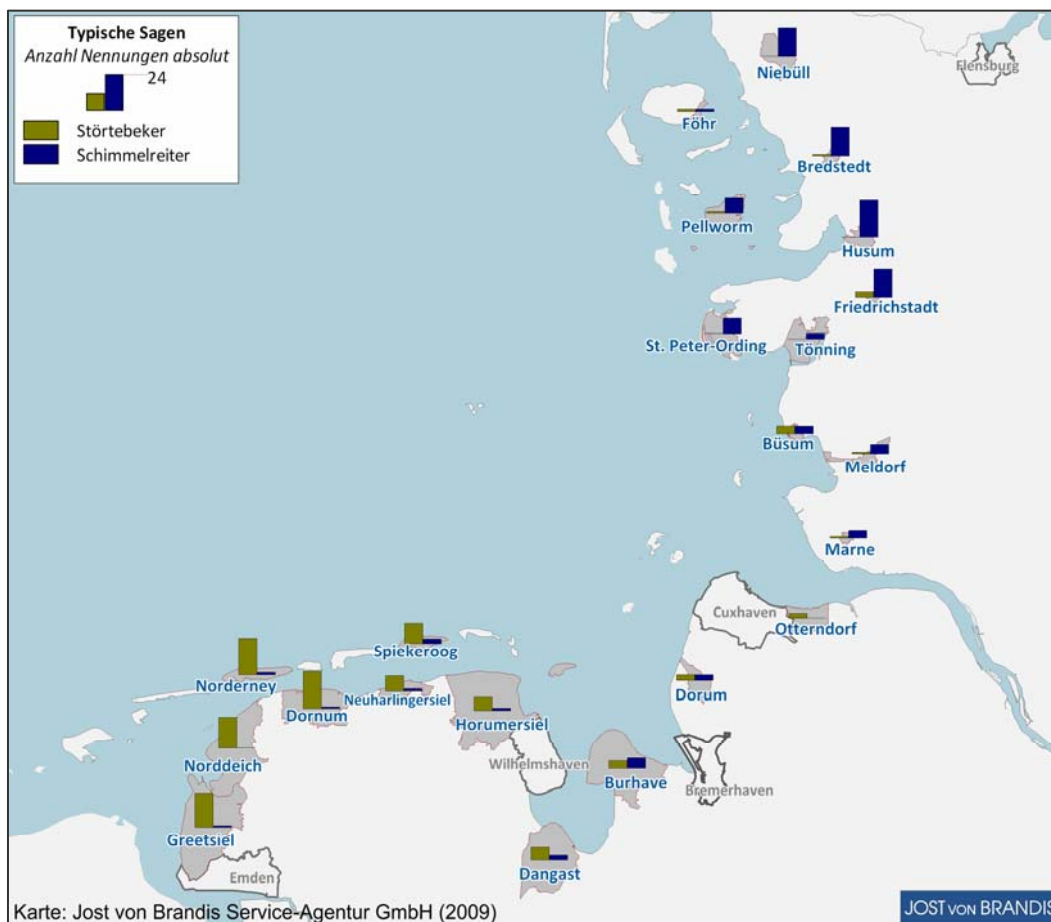 Typische Sagen
Anzahl Nennungen absolut
24
Störtebeker
Schimmelreiter
Niebüll
Flensburg
Föhr
Bredstedt
Pellworm
Husum
Friedrichstadt
St. Peter-Ording
Tönning
Büsum
Meldorf
Marne
Cuxhaven
Otterndorf
Spiekeroog
Norderney
Neuharlingersiel
Dorum
Dornum
Horumersiel
Norddeich
Wilhelmshaven
Burhave
Bremerhaven
Greetsiel
Dangast
Emden
Karte: Jost von Brandis Service-Agentur GmbH (2009)
JOST VON BRANDIS